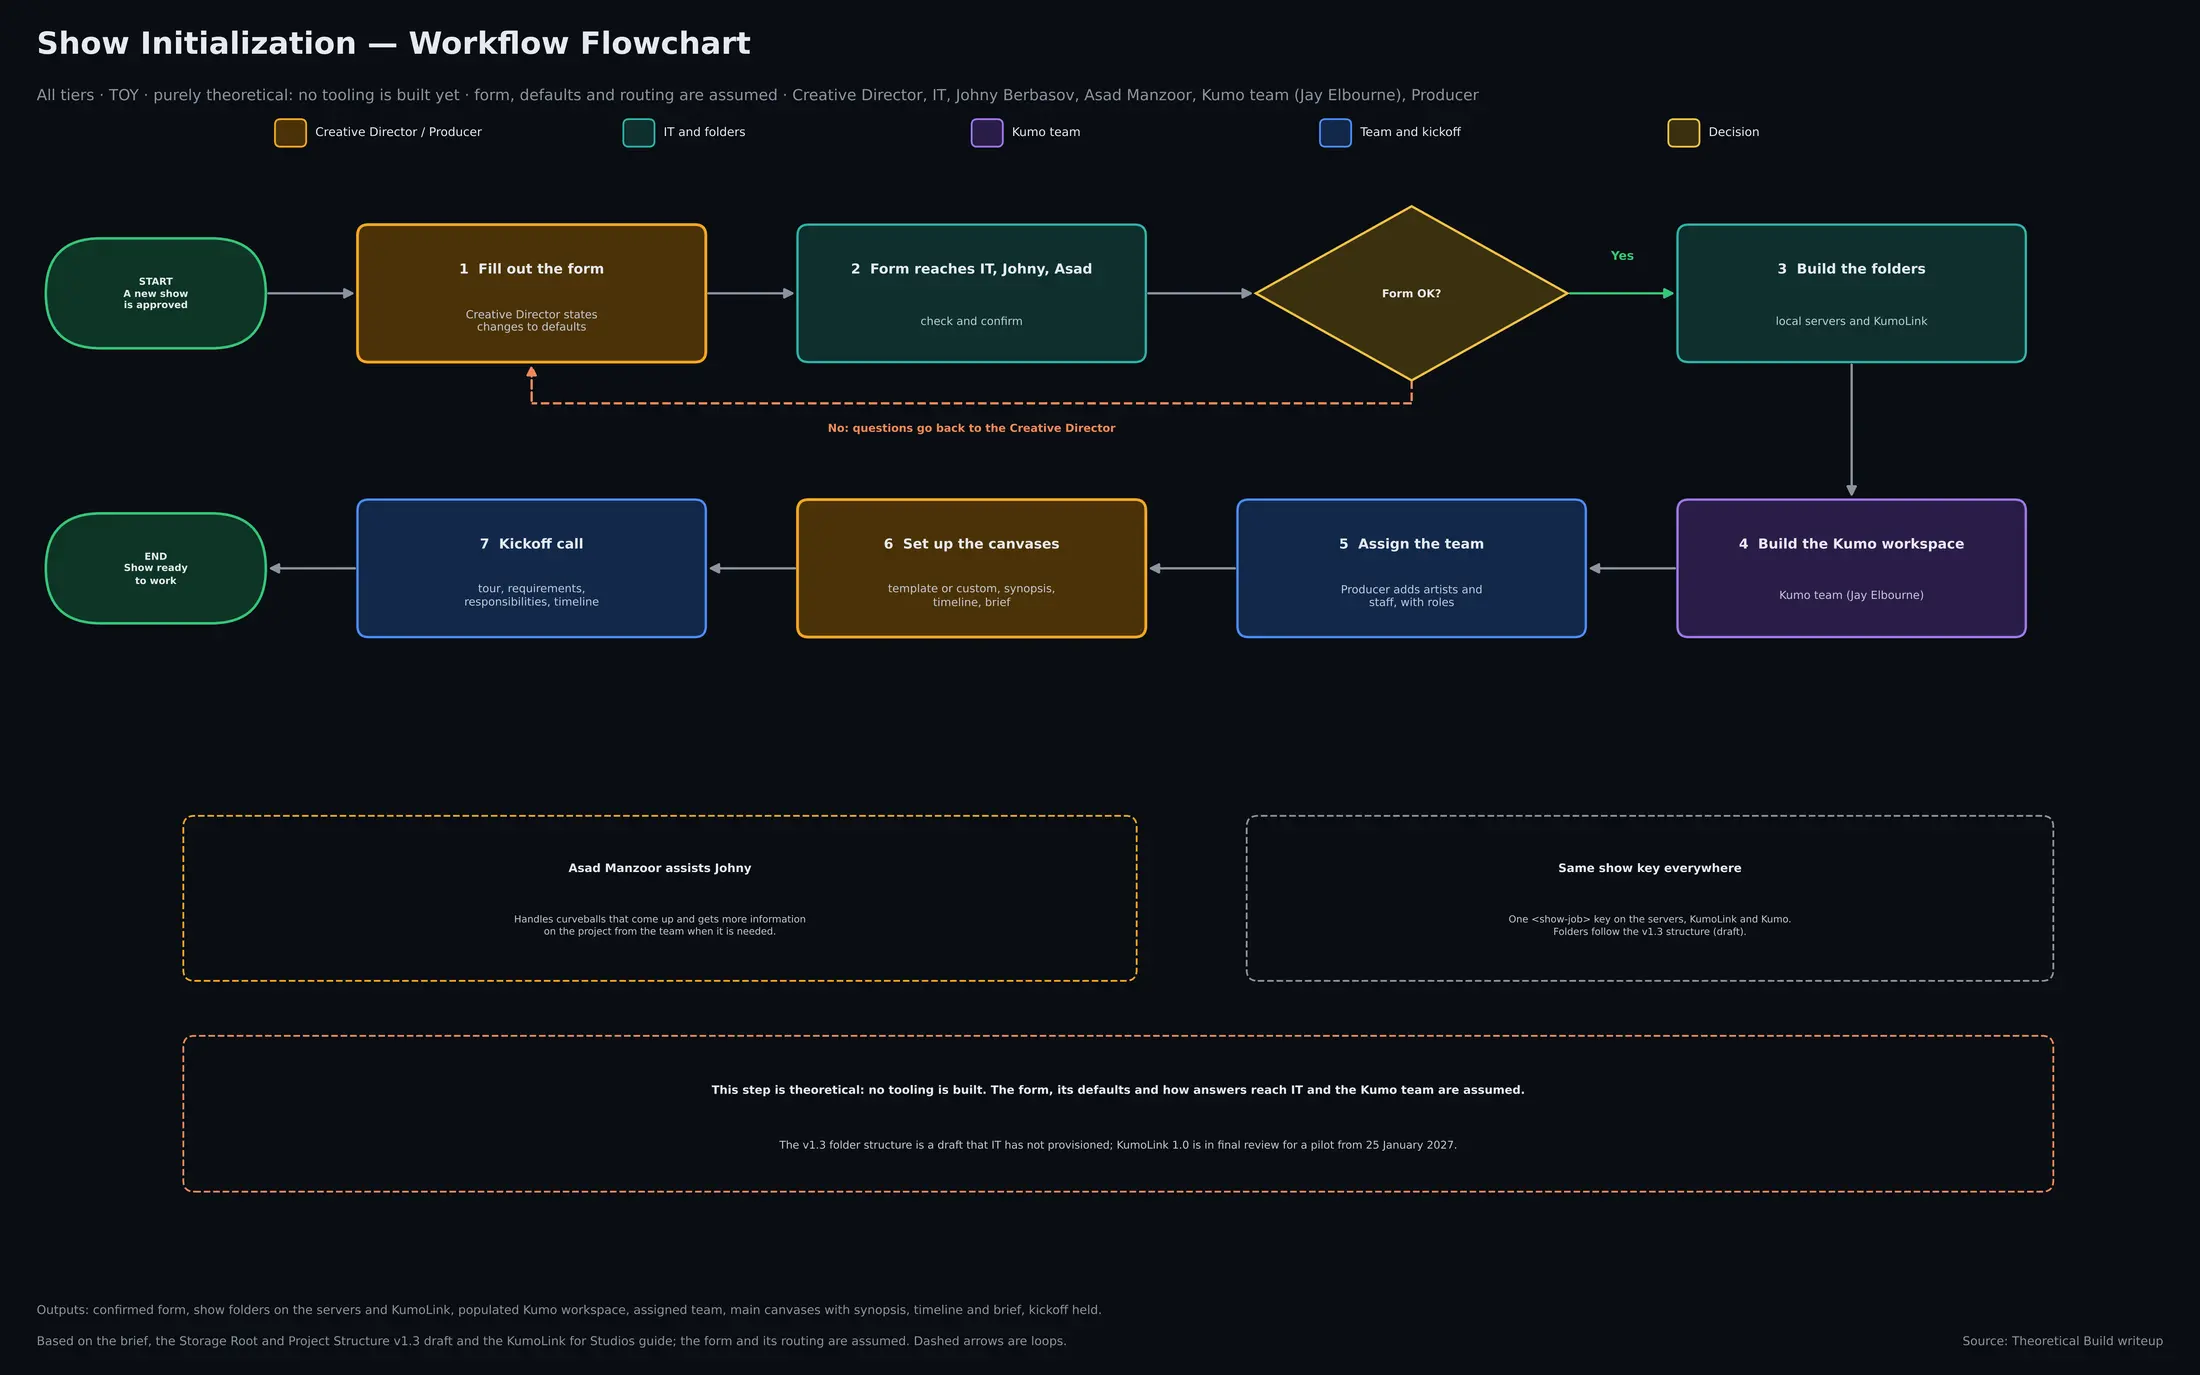 Show Initialization — Workflow Flowchart
All tiers · TOY · purely theoretical: no tooling is built yet · form, defaults and routing are assumed · Creative Director, IT, Johny Berbasov, Asad Manzoor, Kumo team (Jay Elbourne), Producer
Creative Director / Producer
IT and folders
Kumo team
Team and kickoff
Decision
START
A new show
is approved
1 Fill out the form
Creative Director states
changes to defaults
2 Form reaches IT, Johny, Asad
check and confirm
Form OK?
Yes
3 Build the folders
local servers and KumoLink
No: questions go back to the Creative Director
END
Show ready
to work
7 Kickoff call
tour, requirements,
responsibilities, timeline
6 Set up the canvases
template or custom, synopsis,
timeline, brief
5 Assign the team
Producer adds artists and
staff, with roles
4 Build the Kumo workspace
Kumo team (Jay Elbourne)
Asad Manzoor assists Johny
Handles curveballs that come up and gets more information
on the project from the team when it is needed.
Same show key everywhere
One <show-job> key on the servers, KumoLink and Kumo.
Folders follow the v1.3 structure (draft).
This step is theoretical: no tooling is built. The form, its defaults and how answers reach IT and the Kumo team are assumed.
The v1.3 folder structure is a draft that IT has not provisioned; KumoLink 1.0 is in final review for a pilot from 25 January 2027.
Outputs: confirmed form, show folders on the servers and KumoLink, populated Kumo workspace, assigned team, main canvases with synopsis, timeline and brief, kickoff held.
Based on the brief, the Storage Root and Project Structure v1.3 draft and the KumoLink for Studios guide; the form and its routing are assumed. Dashed arrows are loops.
Source: Theoretical Build writeup